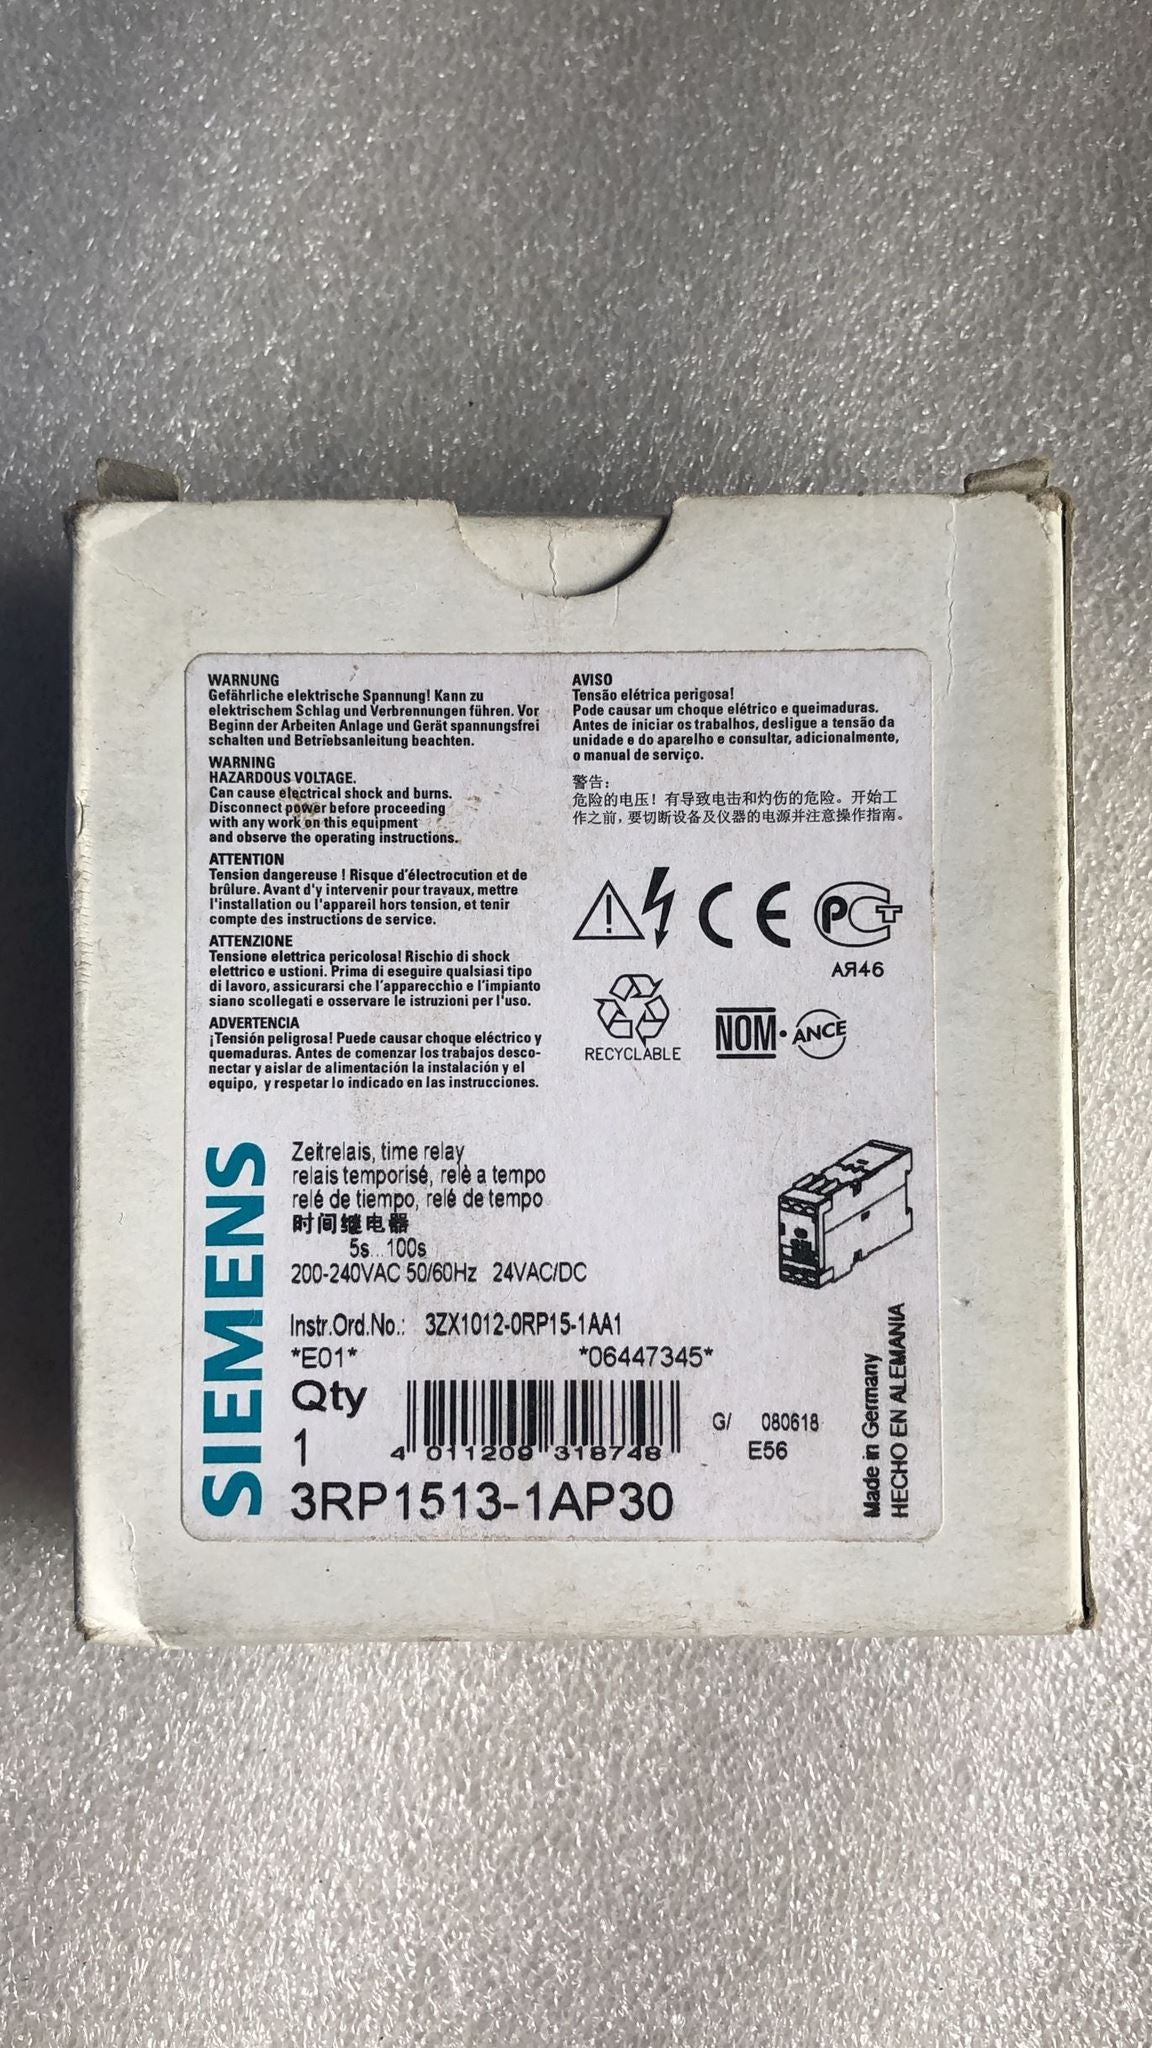 WARNUNG
Gefährliche elektrische Spannung! Kann zu
elektrischem Schlag und Verbrennungen führen. Vor
Beginn der Arbeiten Anlage und Gerät spannungsfrei
schalten und Betriebsanleitung beachten.
WARNING
HAZARDOUS VOLTAGE.
Can cause electrical shock and burns.
Disconnect power before proceeding
with any work on this equipment
and observe the operating instructions.
ATTENTION
Tension dangereuse ! Risque d'électrocution et de
brûlure. Avant d'y intervenir pour travaux, mettre
l'installation ou l'appareil hors tension, et tenir
compte des instructions de service.
ATTENZIONE
Tensione elettrica pericolosa! Rischio di shock
elettrico e ustioni. Prima di eseguire qualsiasi tipo
di lavoro, assicurarsi che l'apparecchio e l'impianto
siano scollegati e osservare le istruzioni per l'uso.
ADVERTENCIA
¡Tensión peligrosa! Puede causar choque eléctrico y
quemaduras. Antes de comenzar los trabajos desco-
nectar y aislar de alimentación la instalación y el
equipo, y respetar lo indicado en las instrucciones.
AVISO
Tensão elétrica perigosa!
Pode causar um choque elétrico e queimaduras.
Antes de iniciar os trabalhos, desligue a tensão da
unidade e do aparelho e consultar, adicionalmente,
o manual de serviço.
警告：
危险的电压！有导致电击和灼伤的危险。开始工
作之前，要切断设备及仪器的电源并注意操作指南。
CE PCT
АЯ46
RECYCLABLE
NOM·ANCE
SIEMENS
Zeitrelais, time relay
relais temporisé, relè a tempo
relé de tiempo, relé de tempo
时间继电器
5s...100s
200-240VAC 50/60Hz 24VAC/DC
Instr.Ord.No.: 3ZX1012-0RP15-1AA1
*E01* *06447345*
Qty
1
4 011209 318748
G/ 080618
E56
3RP1513-1AP30
Made in Germany
HECHO EN ALEMANIA